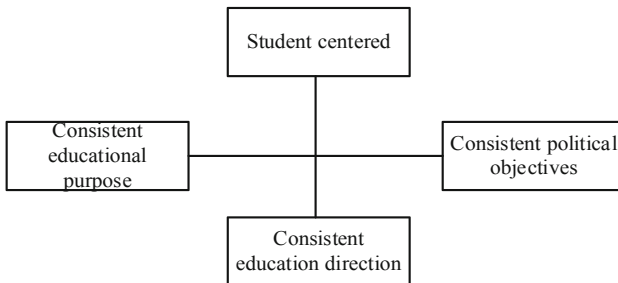 Student centered
Consistent
educational
purpose
Consistent political
objectives
Consistent
education direction